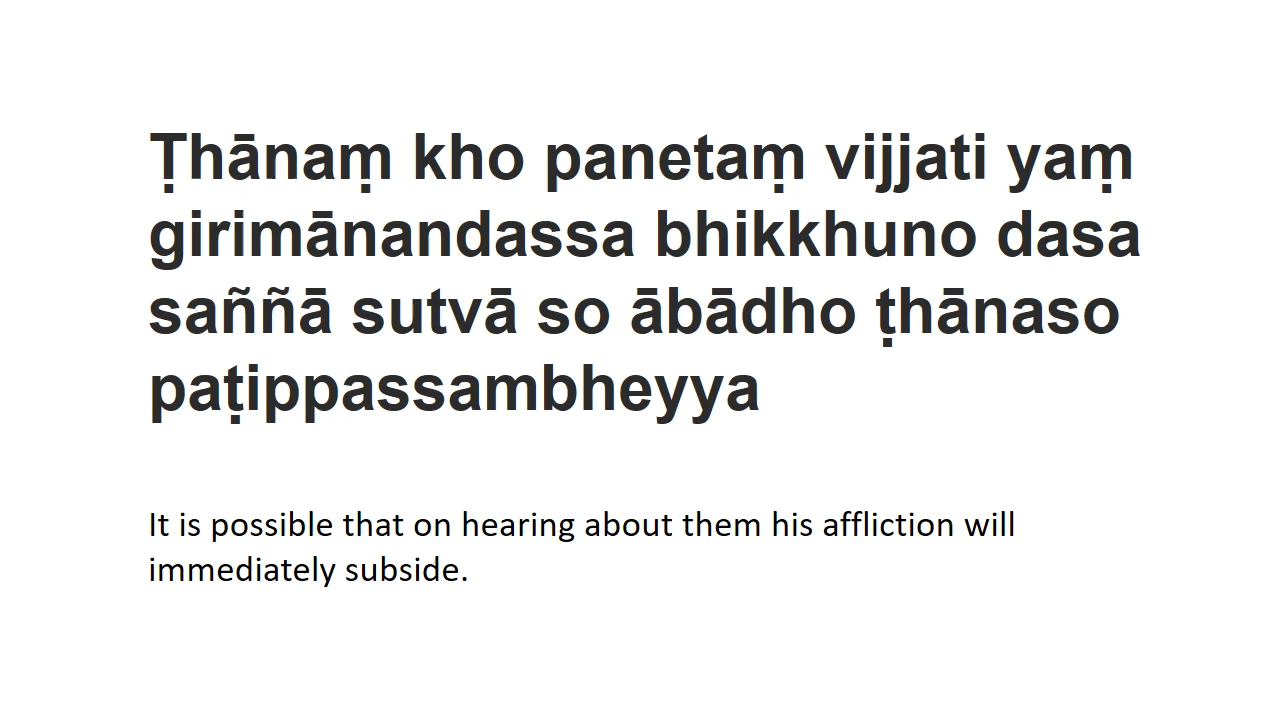 Ṭhānaṃ kho panetaṃ vijjati yaṃ
girimānandassa bhikkhuno dasa
saññā sutvā so ābādho ṭhānaso
paṭippassambheyya
It is possible that on hearing about them his affliction will
immediately subside.